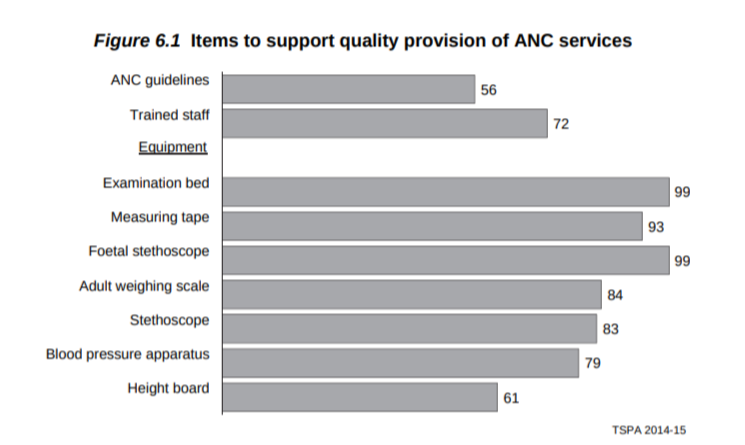 Figure 6.1 Items to support quality provision of ANC services
ANC guidelines 56
Trained staff 72
Equipment
Examination bed 99
Measuring tape 93
Foetal stethoscope 99
Adult weighing scale 84
Stethoscope 83
Blood pressure apparatus 79
Height board 61
TSPA 2014-15